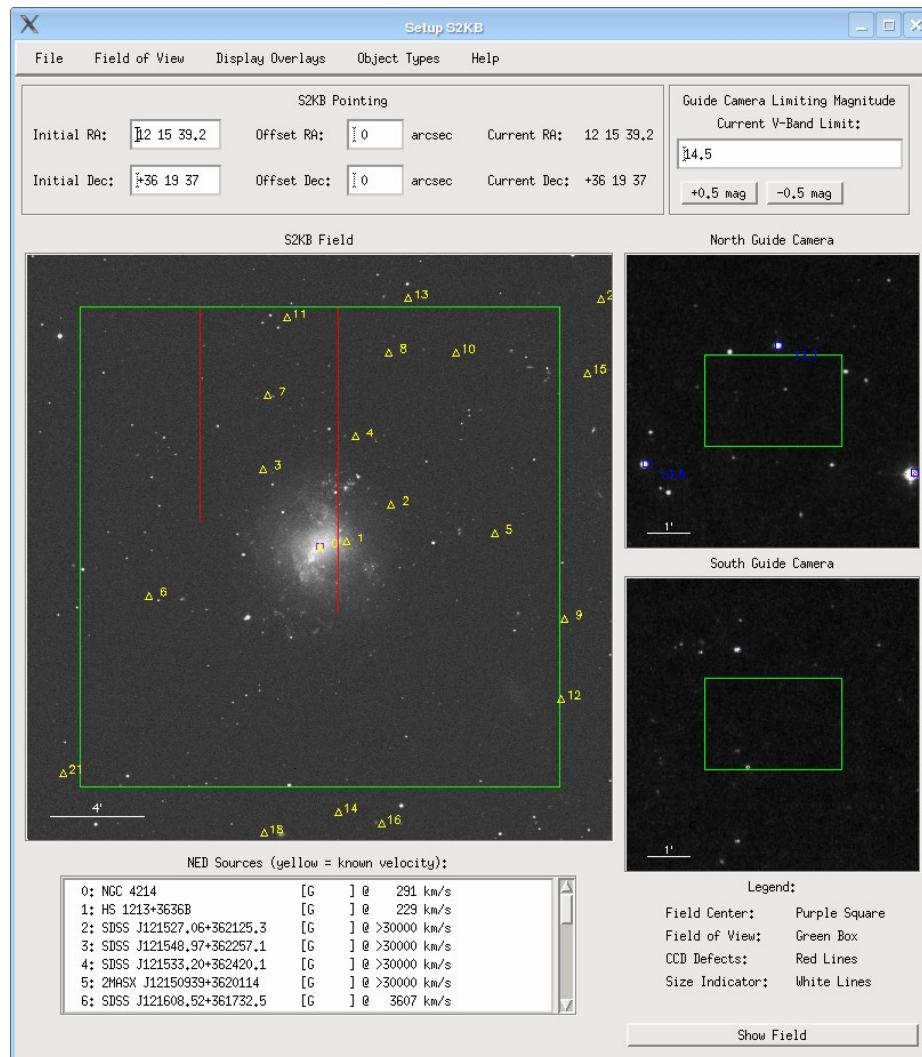 Setup S2KB
File Field of View Display Overlays Object Types Help
S2KB Pointing
Initial RA: 12 15 39.2 Offset RA: 0 arcsec Current RA: 12 15 39.2
Initial Dec: +36 19 37 Offset Dec: 0 arcsec Current Dec: +36 19 37
Guide Camera Limiting Magnitude
Current V-Band Limit:
14.5
+0.5 mag -0.5 mag
S2KB Field
13
2
11
8
10
15
7
4
3
2
5
1
6
9
12
21
4'
14
16
18
North Guide Camera
1'
South Guide Camera
1'
NED Sources (yellow = known velocity):
0: NGC 4214 [G ] @ 291 km/s
1: HS 1213+3636B [G ] @ 229 km/s
2: SDSS J121527.06+362125.3 [G ] @ >30000 km/s
3: SDSS J121548.97+362257.1 [G ] @ >30000 km/s
4: SDSS J121533.20+362420.1 [G ] @ >30000 km/s
5: 2MASX J12150939+3620114 [G ] @ >30000 km/s
6: SDSS J121608.52+361732.5 [G ] @ 3607 km/s
Legend:
Field Center: Purple Square
Field of View: Green Box
CCD Defects: Red Lines
Size Indicator: White Lines
Show Field